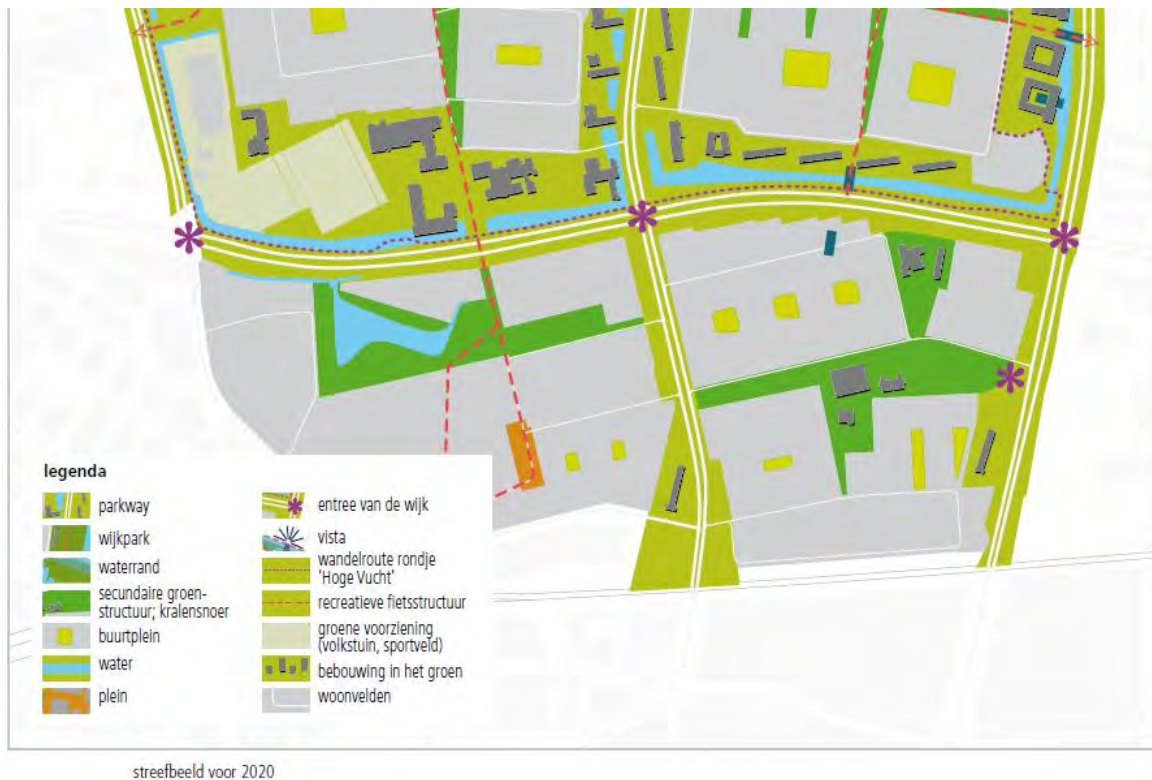 legenda
parkway
wijkpark
waterrand
secundaire groen-
structuur; kralensnoer
buurtplein
water
plein
entree van de wijk
vista
wandelroute rondje
'Hoge Vucht'
recreatieve fietsstructuur
groene voorziening
(volkstuin, sportveld)
bebouwing in het groen
woonvelden
streefbeeld voor 2020